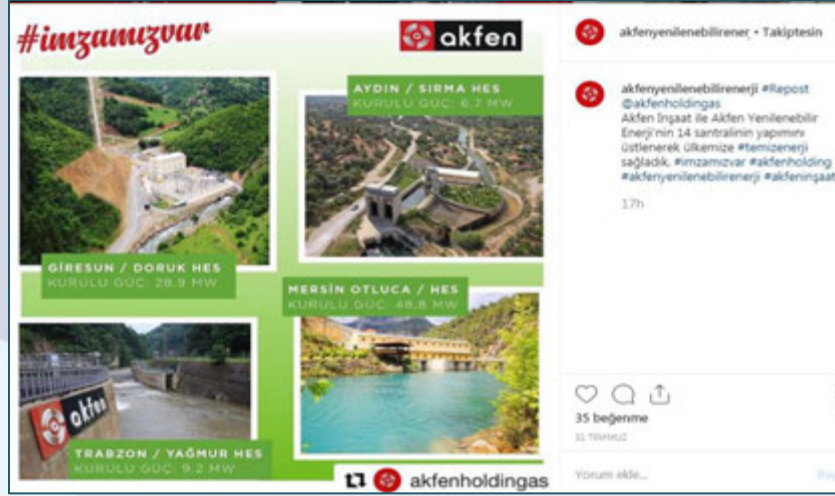 #imzamızvar
akfen
AYDIN / SIRMA HES
KURULU GÜÇ: 6,7 MW
GİRESUN / DORUK HES
KURULU GÜÇ: 28,9 MW
MERSİN OTLUCA / HES
KURULU GÜÇ: 48,8 MW
akfen
TRABZON / YAĞMUR HES
KURULU GÜÇ: 9,2 MW
akfenholdingas
akfenyenilenebilirener • Takiptesin
akfenyenilenebilirenerji #Repost
@akfenholdingas
Akfen İnşaat ile Akfen Yenilenebilir
Enerji'nin 14 santralinin yapımını
üstlenerek ülkemize #temizenerji
sağladık. #imzamızvar #akfenholding
#akfenyenilenebilirenerji #akfeninşaat
17h
35 beğenme
31 TEMMUZ
Yorum ekle...